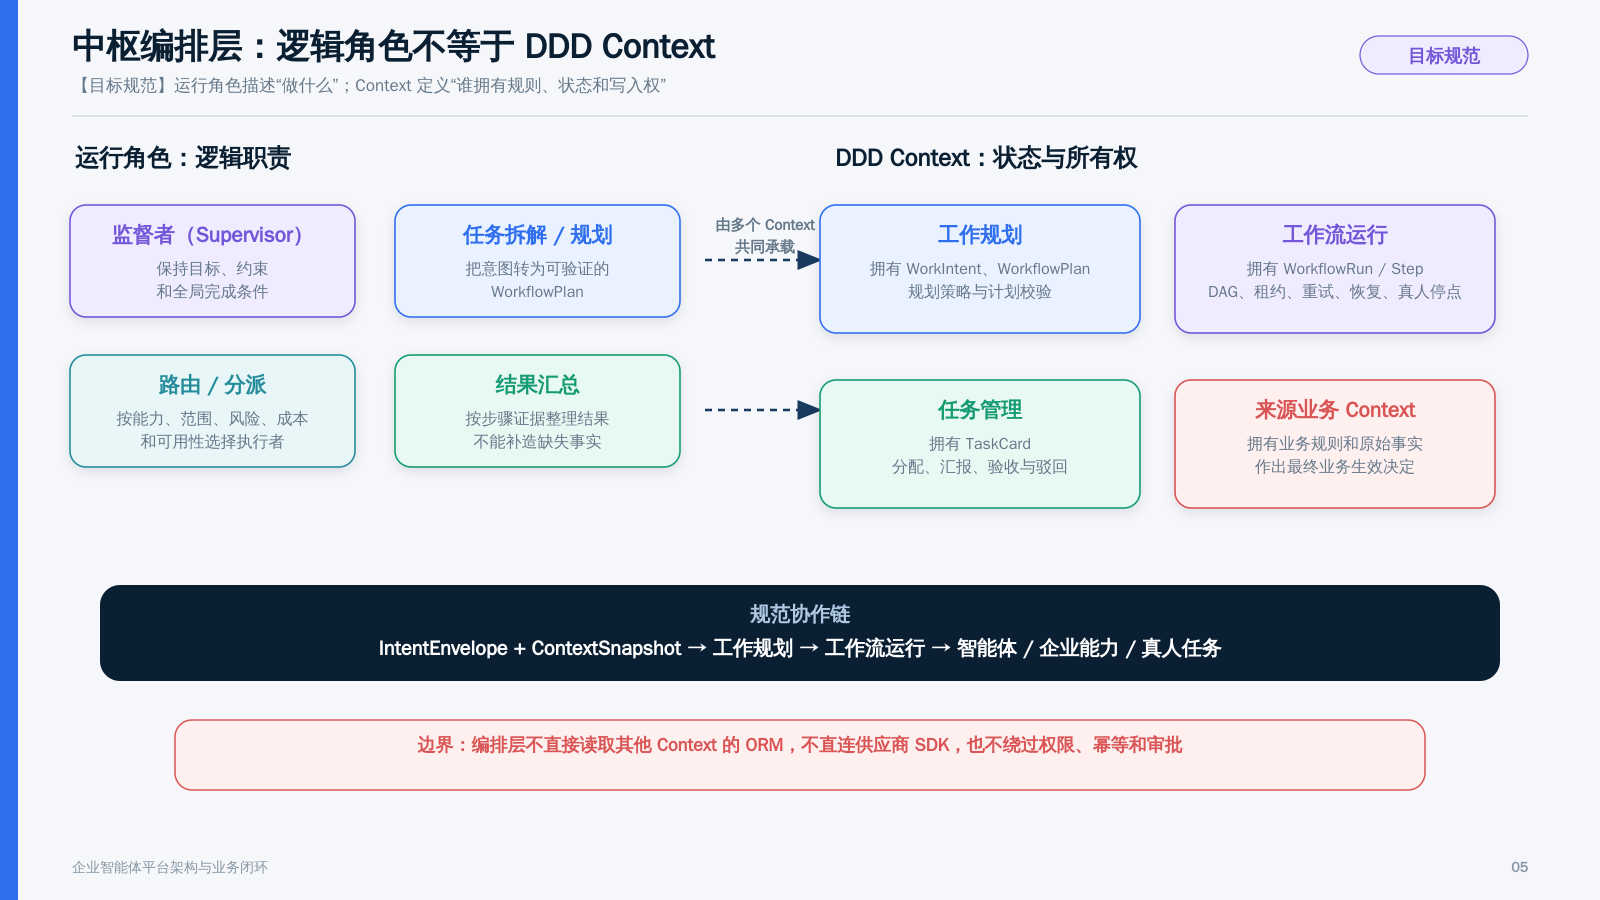 中枢编排层：逻辑角色不等于 DDD Context
目标规范
【目标规范】运行角色描述“做什么”；Context 定义“谁拥有规则、状态和写入权”
运行角色：逻辑职责
监督者（Supervisor）
保持目标、约束
和全局完成条件
任务拆解 / 规划
把意图转为可验证的
WorkflowPlan
路由 / 分派
按能力、范围、风险、成本
和可用性选择执行者
结果汇总
按步骤证据整理结果
不能补造缺失事实
由多个 Context
共同承载
DDD Context：状态与所有权
工作规划
拥有 WorkIntent、WorkflowPlan
规划策略与计划校验
工作流运行
拥有 WorkflowRun / Step
DAG、租约、重试、恢复、真人停点
任务管理
拥有 TaskCard
分配、汇报、验收与驳回
来源业务 Context
拥有业务规则和原始事实
作出最终业务生效决定
规范协作链
IntentEnvelope + ContextSnapshot → 工作规划 → 工作流运行 → 智能体 / 企业能力 / 真人任务
边界：编排层不直接读取其他 Context 的 ORM，不直连供应商 SDK，也不绕过权限、幂等和审批
企业智能体平台架构与业务闭环
05